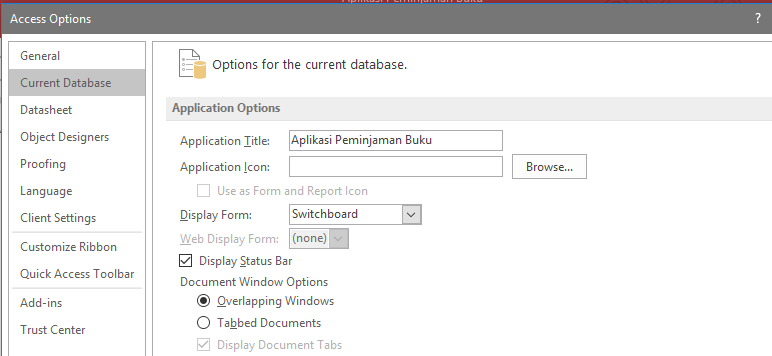 Aplikasi Peminjaman Buku
Access Options ?
General
Current Database
Datasheet
Object Designers
Proofing
Language
Client Settings
Customize Ribbon
Quick Access Toolbar
Add-ins
Trust Center
Options for the current database.
Application Options
Application Title: Aplikasi Peminjaman Buku
Application Icon: Browse...
Use as Form and Report Icon
Display Form: Switchboard
Web Display Form: (none)
Display Status Bar
Document Window Options
Overlapping Windows
Tabbed Documents
Display Document Tabs